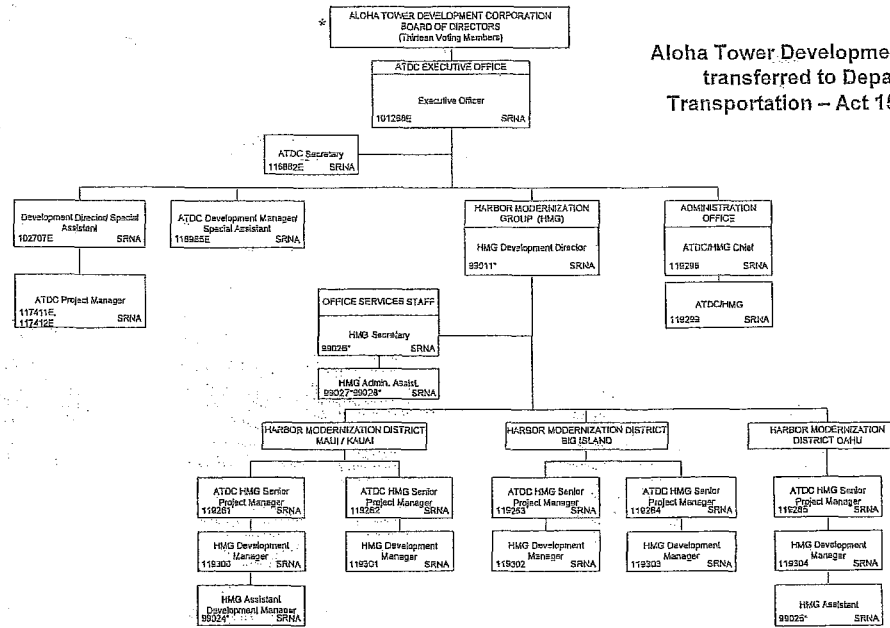 * ALOHA TOWER DEVELOPMENT CORPORATION
BOARD OF DIRECTORS
(Thirteen Voting Members)
Aloha Tower Developme
transferred to Depa
Transportation – Act 15
ATDC EXECUTIVE OFFICE
Executive Officer
SRNA
ATDC Secretary
116882E SRNA
Development Director/ Special
Assistant
102707E SRNA
ATDC Development Manager/
Special Assistant
116985E SRNA
HARBOR MODERNIZATION
GROUP (HMG)
HMG Development Director
99011* SRNA
ADMINISTRATION
OFFICE
ATDC/HMG Chief
SRNA
ATDC Project Manager
117411E,
117412E SRNA
ATDC/HMG
SRNA
OFFICE SERVICES STAFF
HMG Secretary
99026* SRNA
HMG Admin. Assist.
99027*99028* SRNA
HARBOR MODERNIZATION DISTRICT
MAUI / KAUAI
HARBOR MODERNIZATION DISTRICT
BIG ISLAND
HARBOR MODERNIZATION
DISTRICT OAHU
ATDC HMG Senior
Project Manager
119261 SRNA
ATDC HMG Senior
Project Manager
119262 SRNA
ATDC HMG Senior
Project Manager
119263 SRNA
ATDC HMG Senior
Project Manager
119264 SRNA
ATDC HMG Senior
Project Manager
119265 SRNA
HMG Development
Manager
119300 SRNA
HMG Development
Manager
119301 SRNA
HMG Development
Manager
119302 SRNA
HMG Development
Manager
119303 SRNA
HMG Development
Manager
119304 SRNA
HMG Assistant
Development Manager
99024* SRNA
HMG Assistant
99025* SRNA